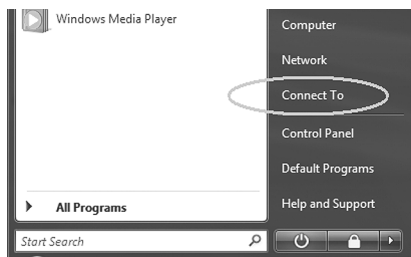 Windows Media Player
All Programs
Start Search
Computer
Network
Connect To
Control Panel
Default Programs
Help and Support